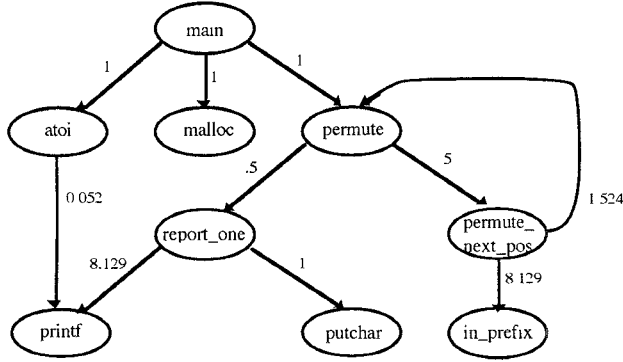 main
1
1
1
atoi
malloc
permute
0 052
.5
5
1 524
report_one
permute_
next_pos
8.129
1
8 129
printf
putchar
in_prefix